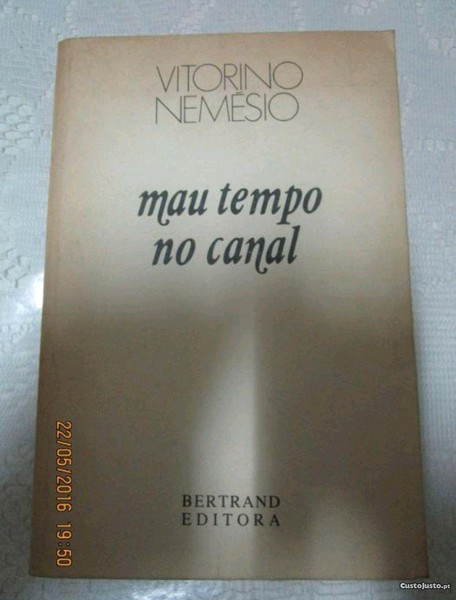 VITORINO
NEMÉSIO
mau tempo
no canal
BERTRAND
EDITORA
22/05/2016 19:50
CustoJusto.pt